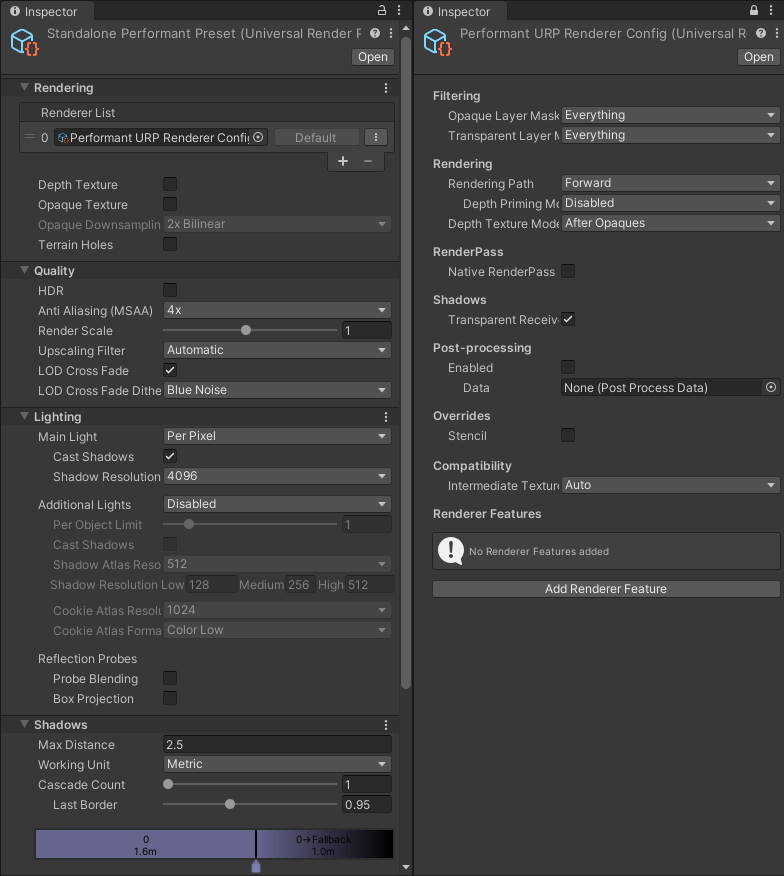 Inspector
Standalone Performant Preset (Universal Render P
Open
Rendering
Renderer List
0 Performant URP Renderer Config Default
+ −
Depth Texture
Opaque Texture
Opaque Downsamplin 2x Bilinear
Terrain Holes
Quality
HDR
Anti Aliasing (MSAA) 4x
Render Scale 1
Upscaling Filter Automatic
LOD Cross Fade
LOD Cross Fade Dithe Blue Noise
Lighting
Main Light Per Pixel
Cast Shadows
Shadow Resolution 4096
Additional Lights Disabled
Per Object Limit 1
Cast Shadows
Shadow Atlas Reso 512
Shadow Resolution Low 128 Medium 256 High 512
Cookie Atlas Resolu 1024
Cookie Atlas Forma Color Low
Reflection Probes
Probe Blending
Box Projection
Shadows
Max Distance 2.5
Working Unit Metric
Cascade Count 1
Last Border 0.95
0 0→Fallback
1.6m 1.0m
Inspector
Performant URP Renderer Config (Universal R
Open
Filtering
Opaque Layer Mask Everything
Transparent Layer M Everything
Rendering
Rendering Path Forward
Depth Priming Mo Disabled
Depth Texture Mode After Opaques
RenderPass
Native RenderPass
Shadows
Transparent Receive
Post-processing
Enabled
Data None (Post Process Data)
Overrides
Stencil
Compatibility
Intermediate Texture Auto
Renderer Features
No Renderer Features added
Add Renderer Feature